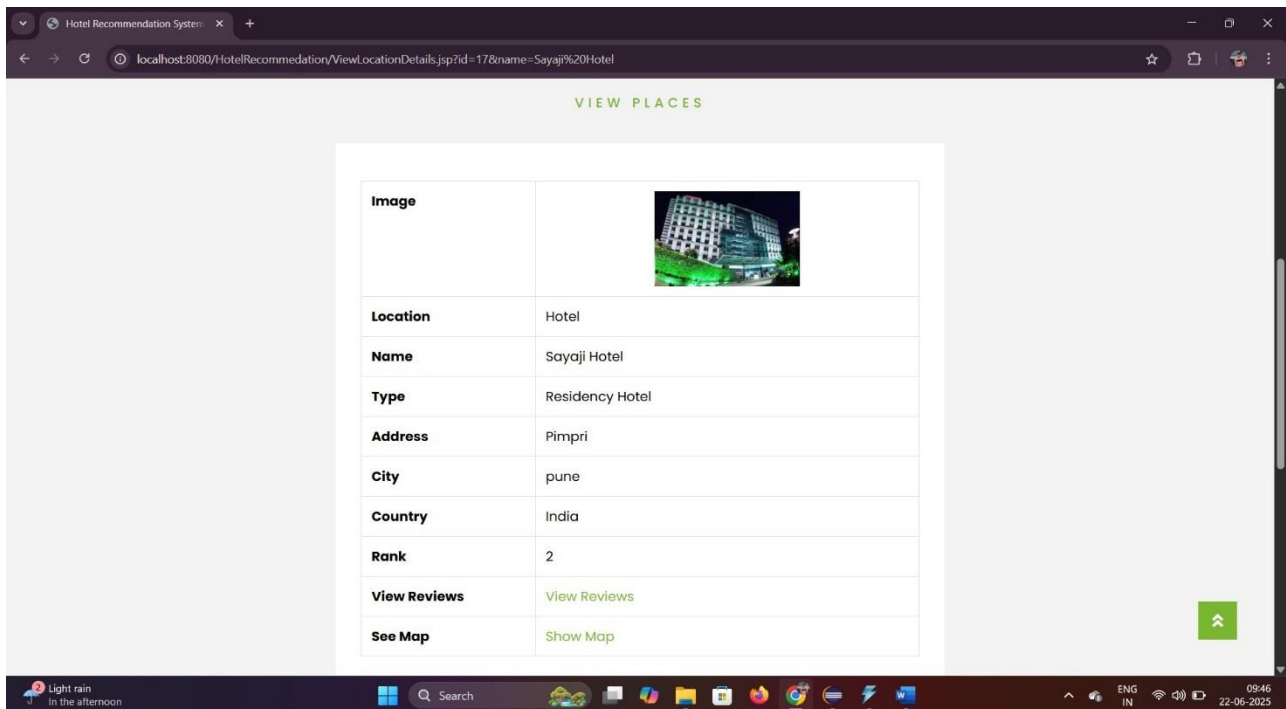 Hotel Recommendation System
localhost:8080/HotelRecommedation/ViewLocationDetails.jsp?id=17&name=Sayaji%20Hotel
VIEW PLACES
Image
Location Hotel
Name Sayaji Hotel
Type Residency Hotel
Address Pimpri
City pune
Country India
Rank 2
View Reviews View Reviews
See Map Show Map
2
Light rain
In the afternoon
Search
ENG
IN
09:46
22-06-2025